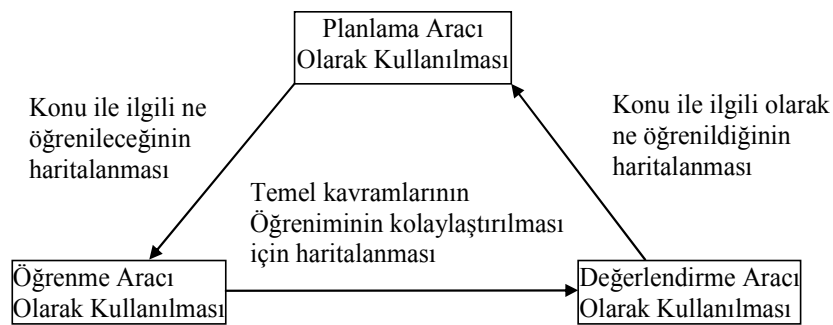 Planlama Aracı
Olarak Kullanılması
Konu ile ilgili ne
öğrenileceğinin
haritalanması
Konu ile ilgili olarak
ne öğrenildiğinin
haritalanması
Temel kavramlarının
Öğreniminin kolaylaştırılması
için haritalanması
Öğrenme Aracı
Olarak Kullanılması
Değerlendirme Aracı
Olarak Kullanılması